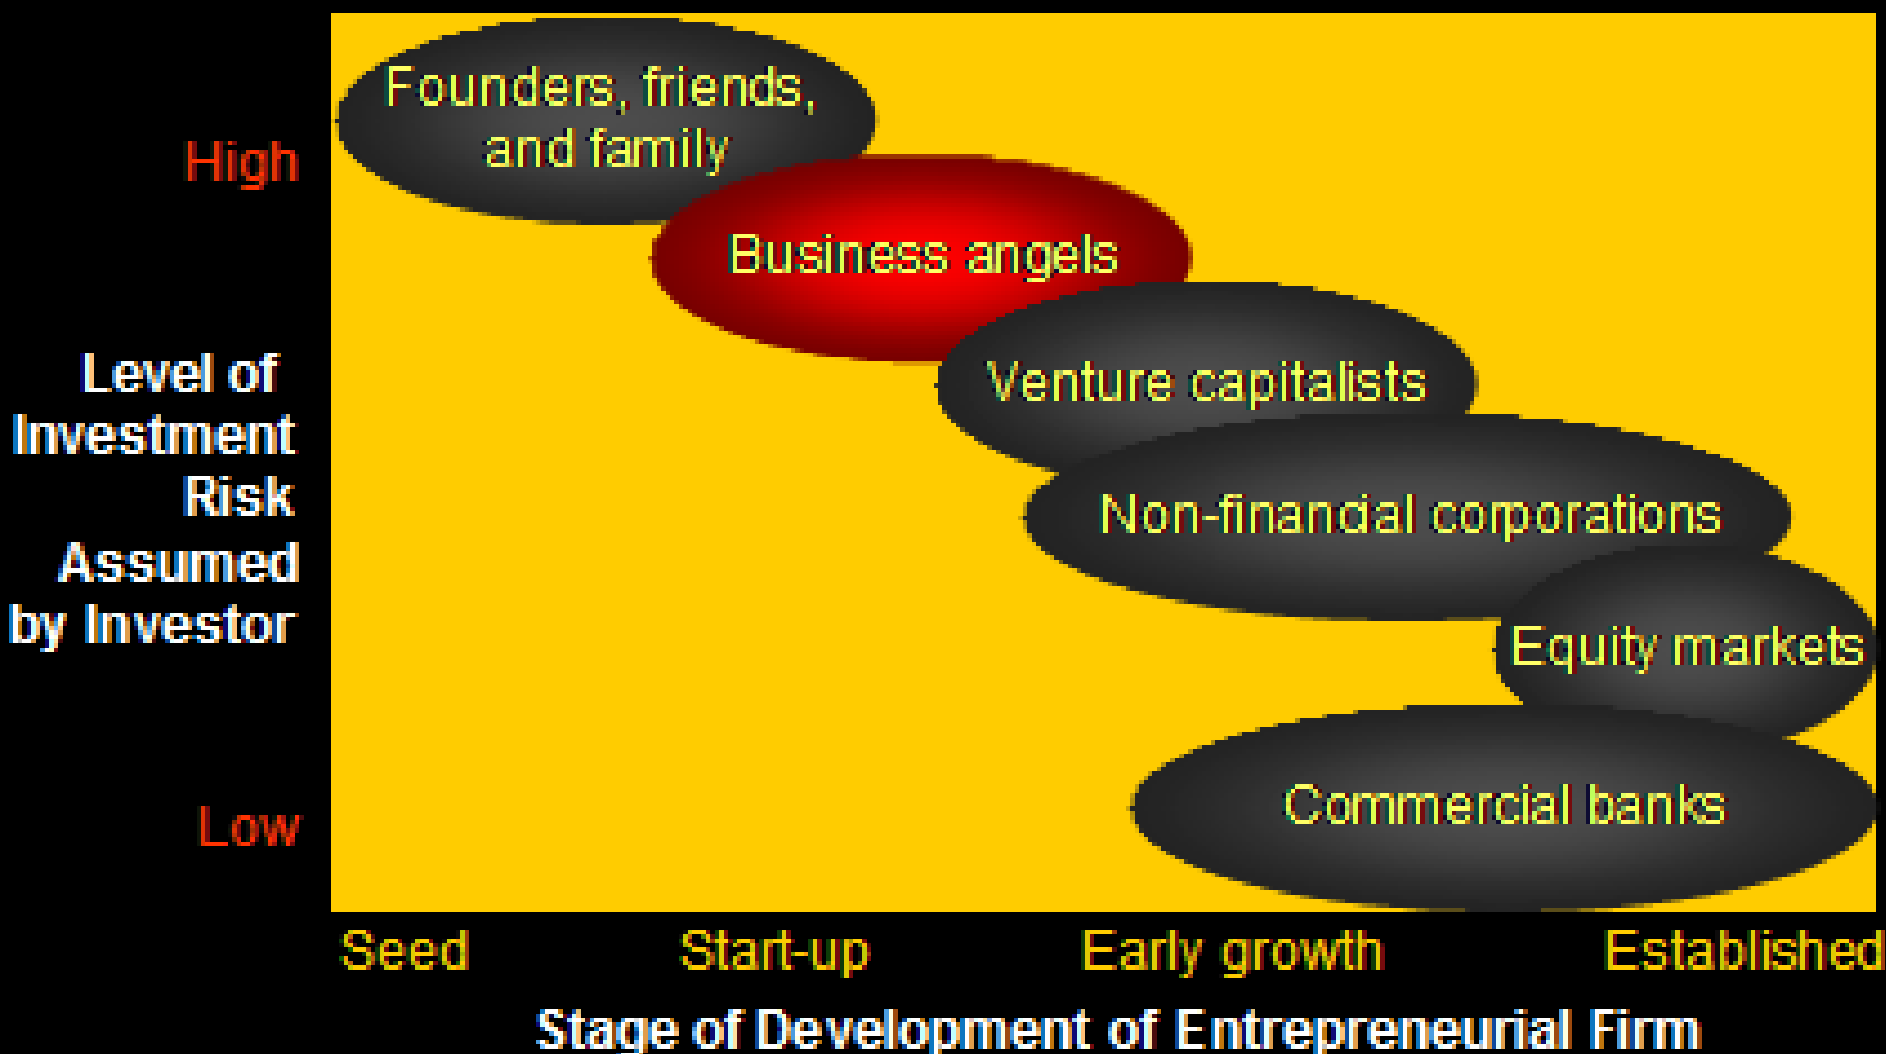 Founders, friends,
and family
High
Business angels
Level of
Investment
Risk
Assumed
by Investor
Venture capitalists
Non-financial corporations
Equity markets
Commercial banks
Low
Seed
Start-up
Early growth
Established
Stage of Development of Entrepreneurial Firm